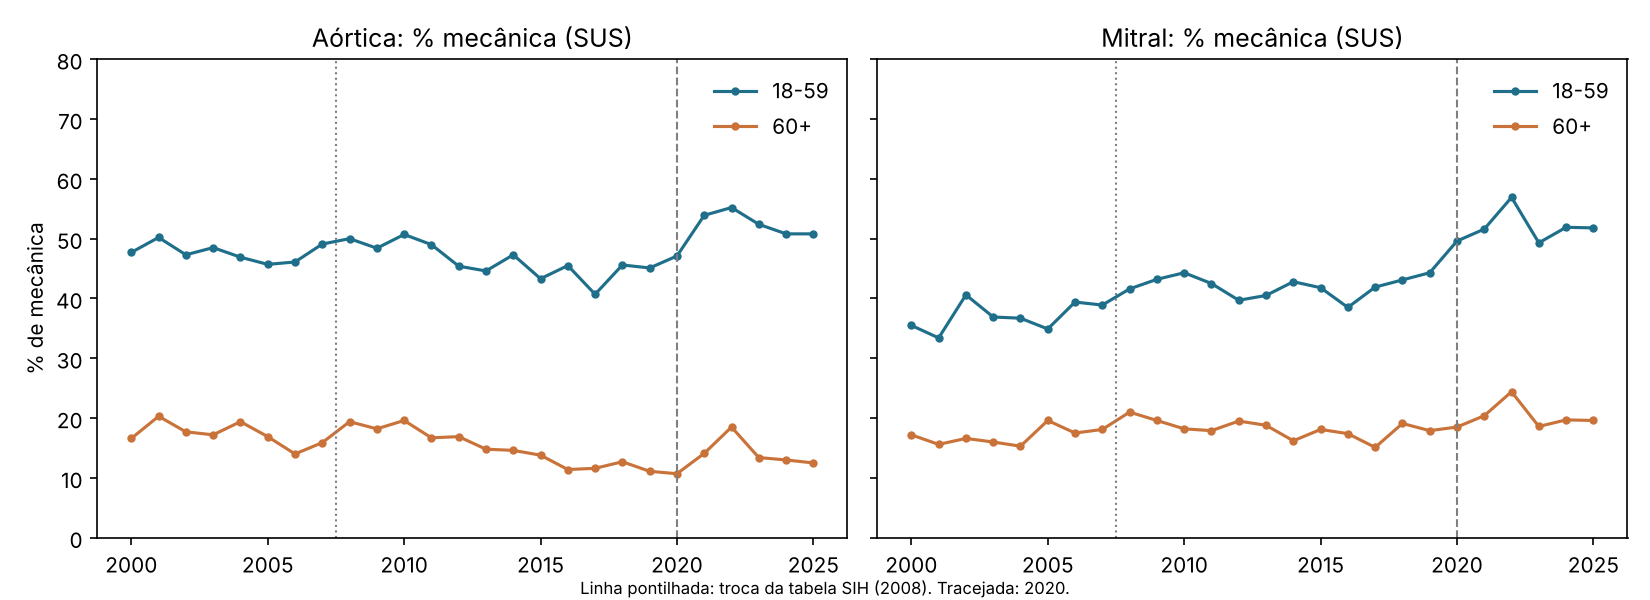 Aórtica: % mecânica (SUS)
Mitral: % mecânica (SUS)
% de mecânica
80
70
60
50
40
30
20
10
0
18-59
60+
18-59
60+
2000 2005 2010 2015 2020 2025
2000 2005 2010 2015 2020 2025
Linha pontilhada: troca da tabela SIH (2008). Tracejada: 2020.